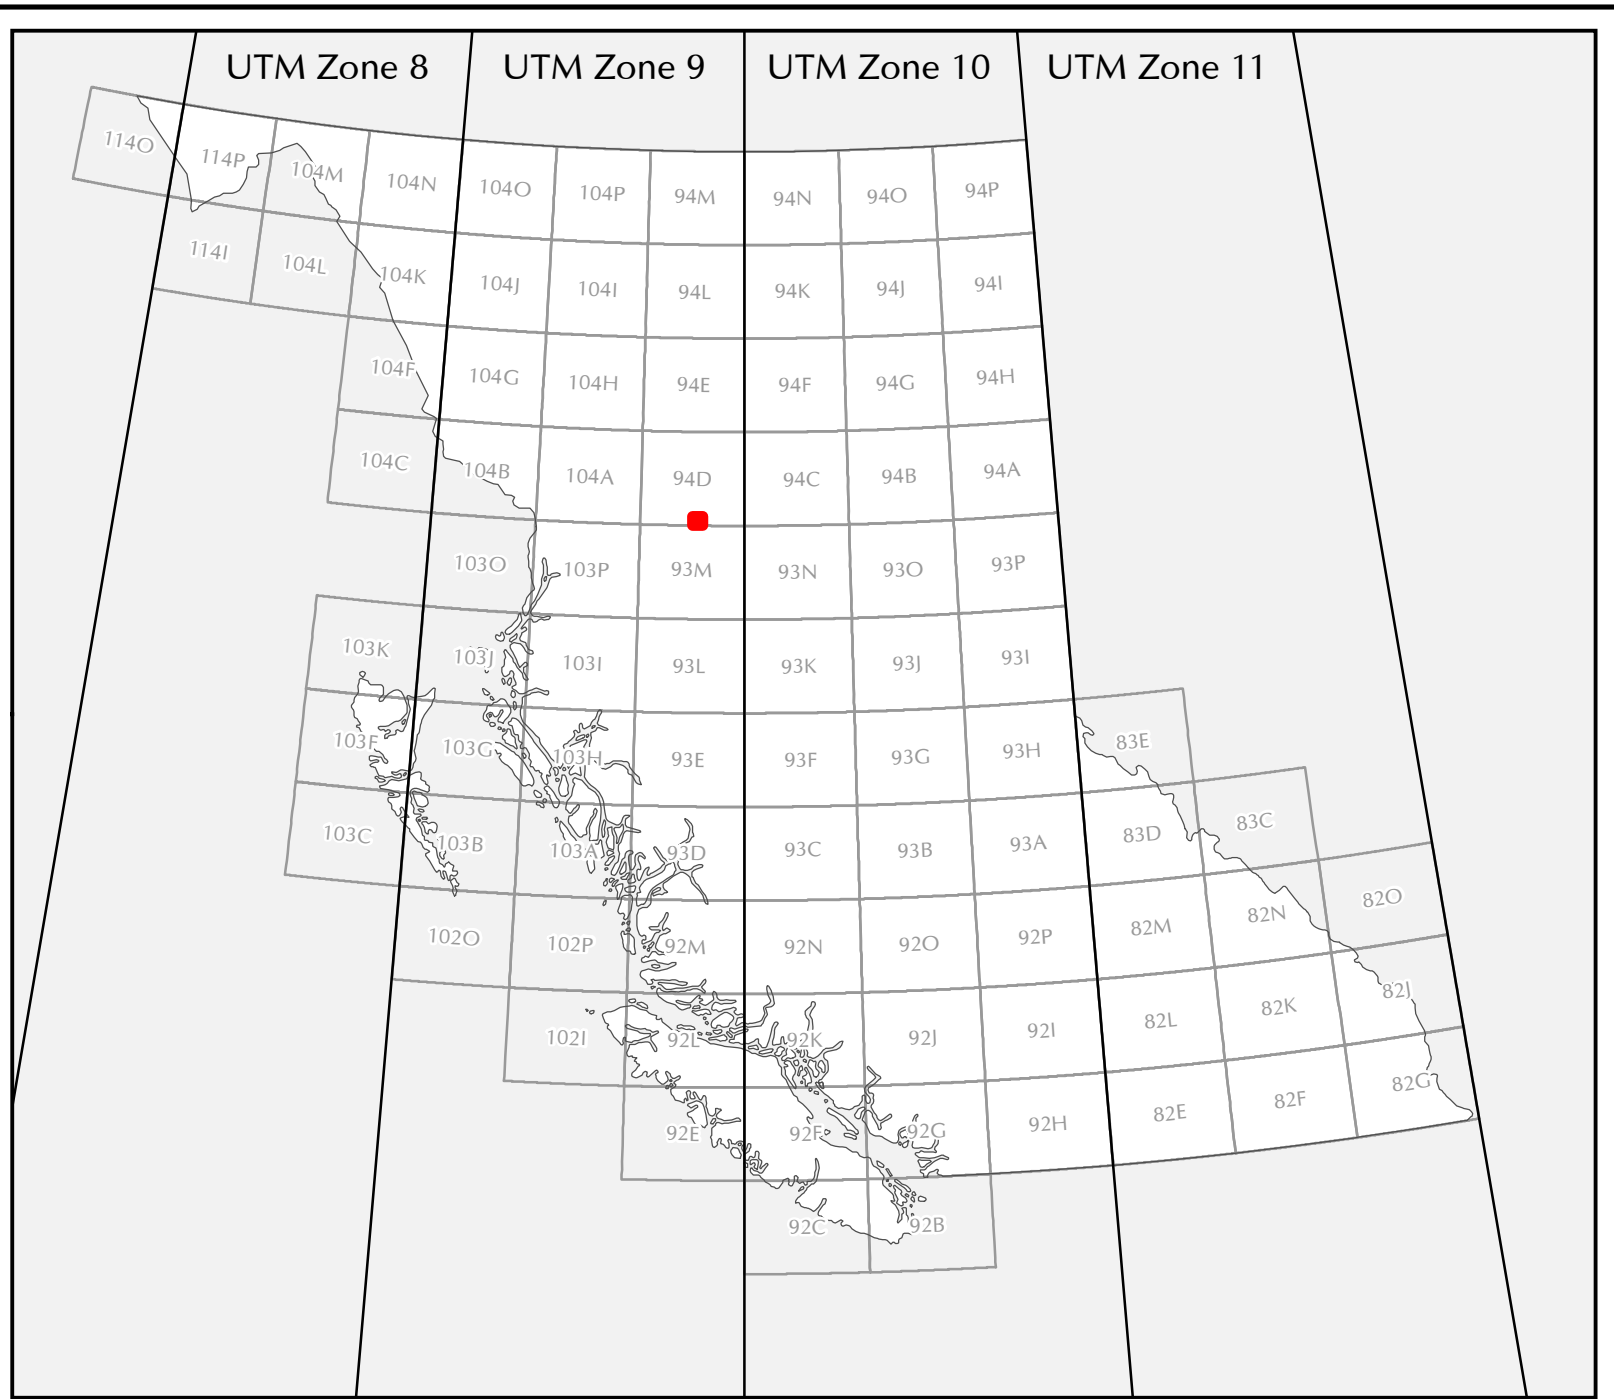 UTM Zone 8 UTM Zone 9 UTM Zone 10 UTM Zone 11
114O 114P 104M 104N 104O 104P 94M 94N 94O 94P
114I 104L 104K 104J 104I 94L 94K 94J 94I
104F 104G 104H 94E 94F 94G 94H
104C 104B 104A 94D 94C 94B 94A
103O 103P 93M 93N 93O 93P
103K 103J 103I 93L 93K 93J 93I
103F 103G 103H 93E 93F 93G 93H 83E
103C 103B 103A 93D 93C 93B 93A 83D 83C
102O 102P 92M 92N 92O 92P 82M 82N 82O
102I 92L 92K 92J 92I 82L 82K 82J
92E 92F 92G 92H 82E 82F 82G
92C 92B